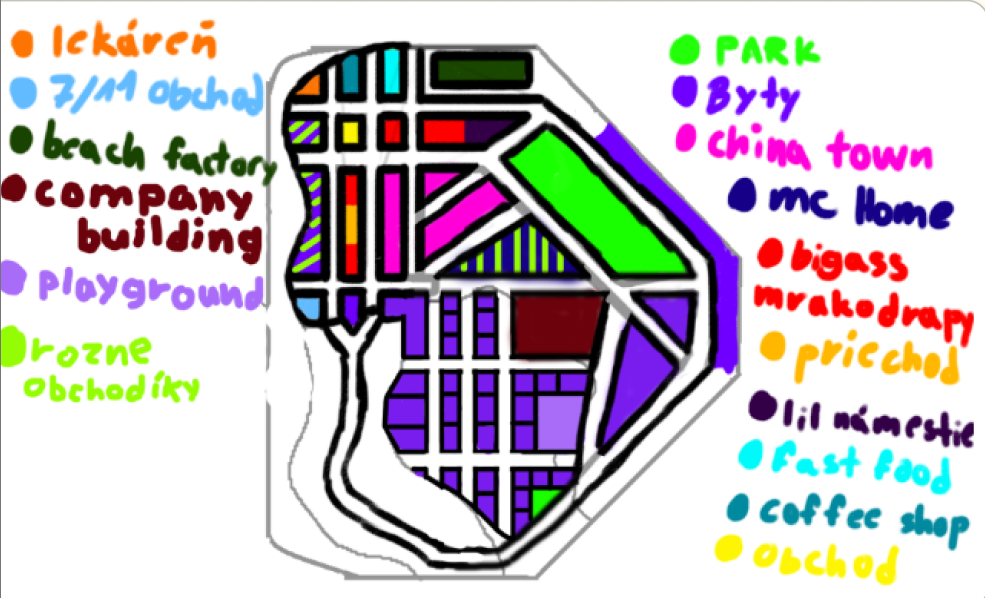 lekáreň
7/11 obchod
beach factory
company
building
playground
rozne
obchodíky
PARK
Byty
china town
mc Home
bigass
mrakodrapy
priechod
lil námestie
fast food
coffee shop
obchod